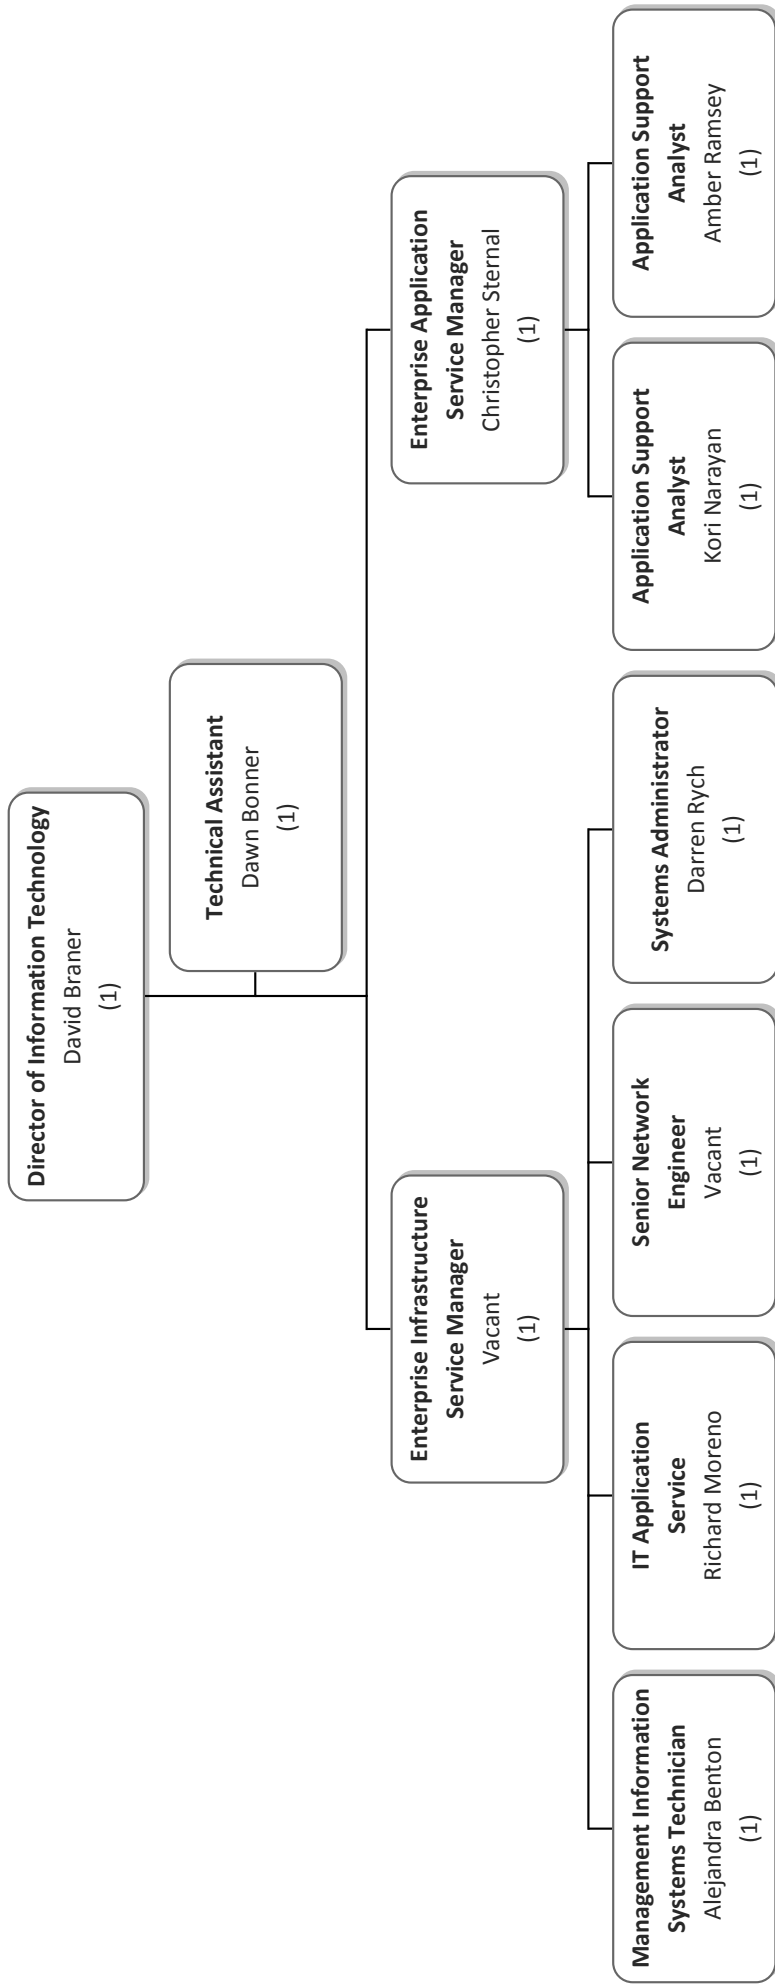 Director of Information Technology
David Braner
(1)
Technical Assistant
Dawn Bonner
(1)
Enterprise Infrastructure
Service Manager
Vacant
(1)
Enterprise Application
Service Manager
Christopher Sternal
(1)
Management Information
Systems Technician
Alejandra Benton
(1)
IT Application
Service
Richard Moreno
(1)
Senior Network
Engineer
Vacant
(1)
Systems Administrator
Darren Rych
(1)
Application Support
Analyst
Kori Narayan
(1)
Application Support
Analyst
Amber Ramsey
(1)